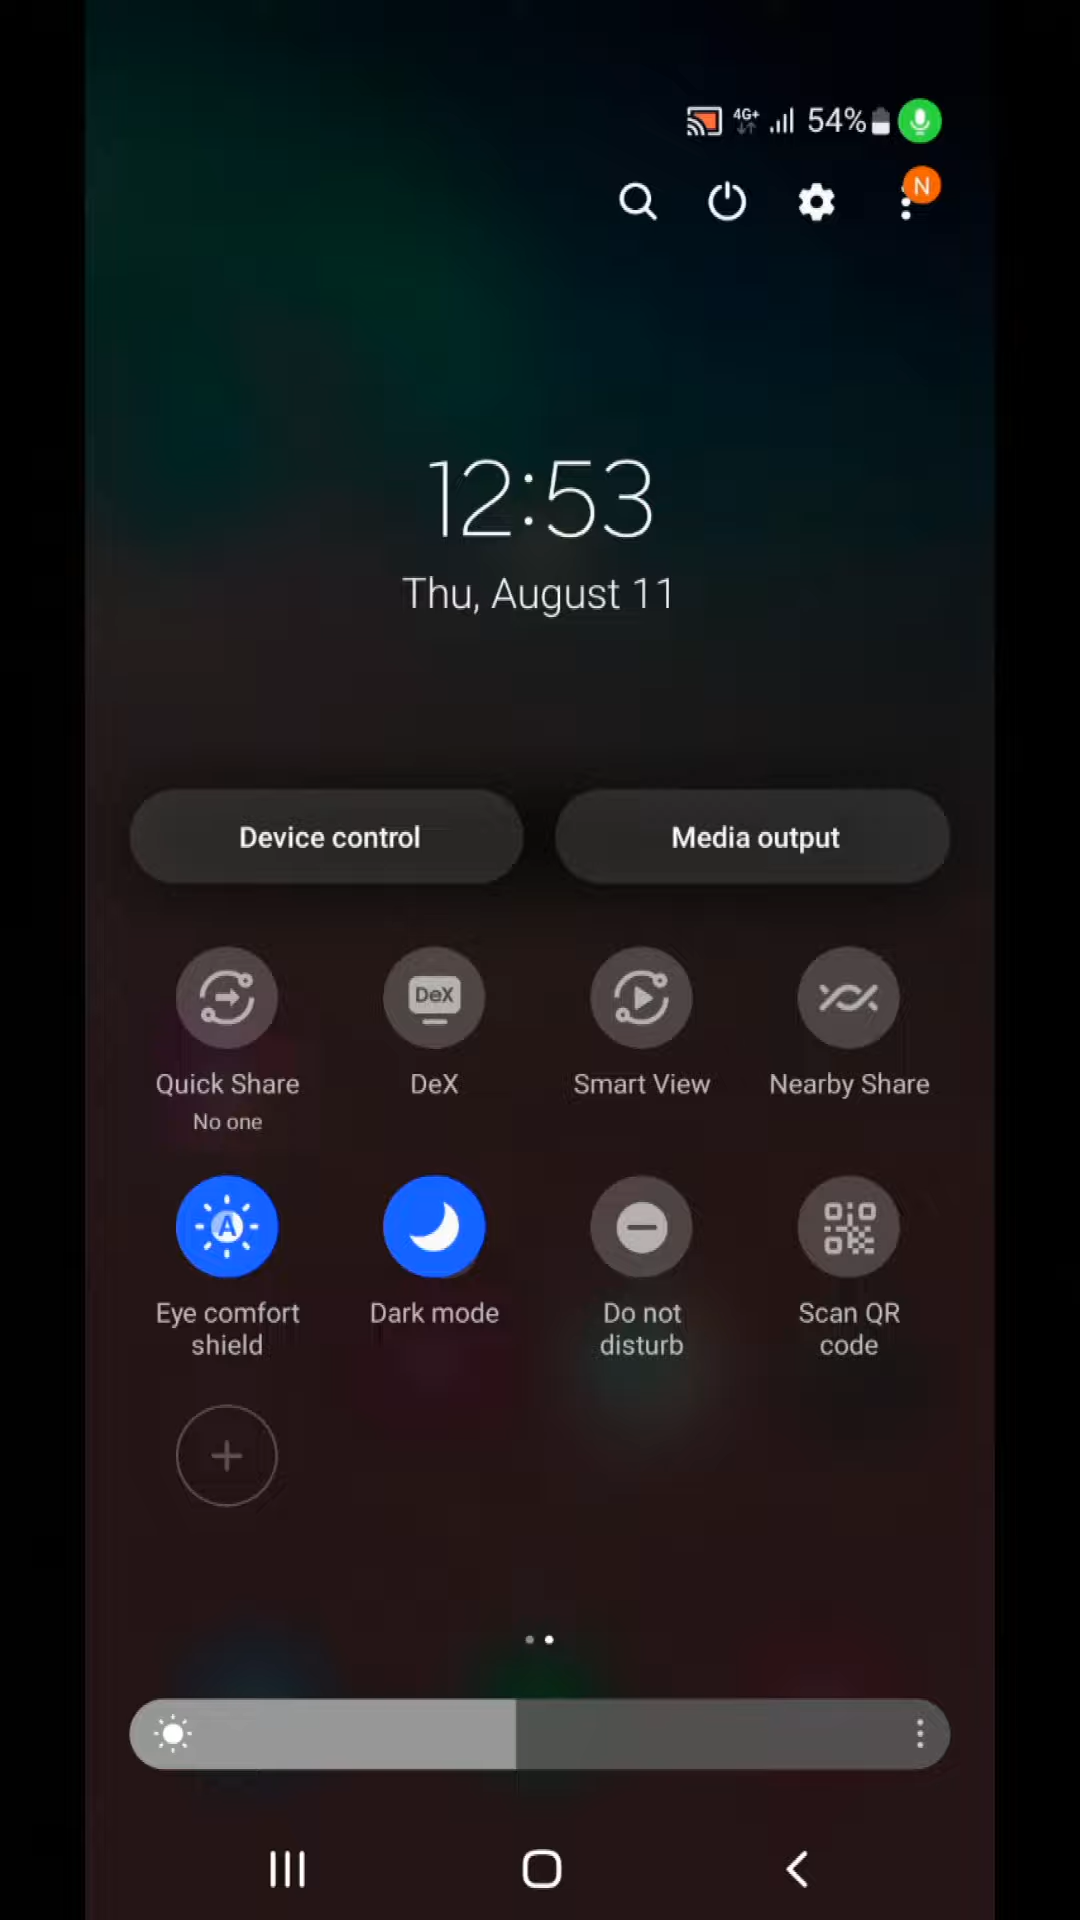 4G+ 54%
N
12:53
Thu, August 11
Device control Media output
DeX
Quick Share DeX Smart View Nearby Share
No one
A
Eye comfort Dark mode Do not Scan QR
shield disturb code